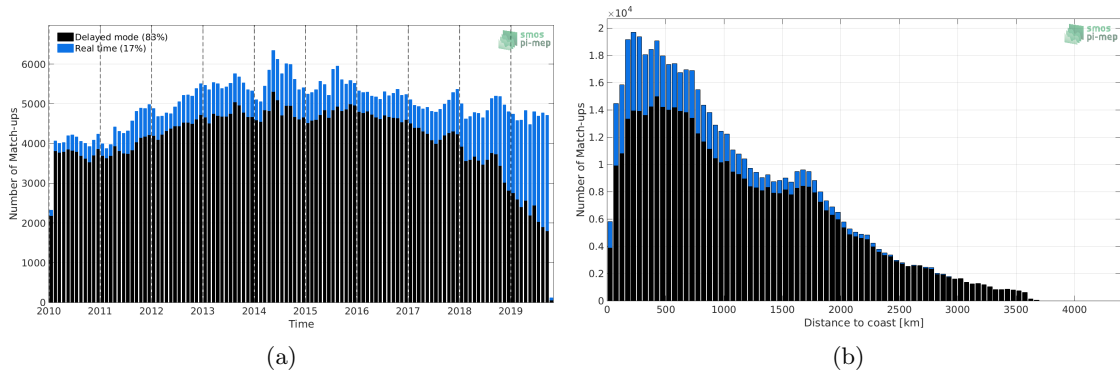 Delayed mode (83%)
Real time (17%)
smos
pi-mep
Number of Match-ups
6000
5000
4000
3000
2000
1000
0
2010 2011 2012 2013 2014 2015 2016 2017 2018 2019
Time
(a)
×10⁴
smos
pi-mep
Number of Match-ups
2
1.8
1.6
1.4
1.2
1
0.8
0.6
0.4
0.2
0
0 500 1000 1500 2000 2500 3000 3500 4000
Distance to coast [km]
(b)